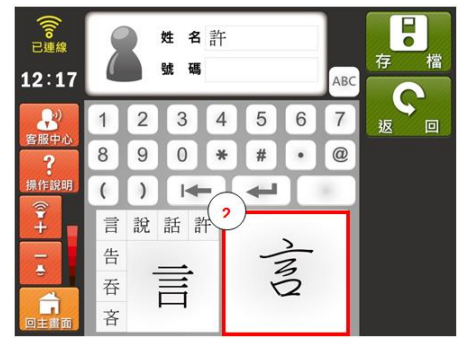 已連線
12:17
客服中心
?
操作說明
+
-
回主畫面
姓 名 許
號 碼
ABC
存 檔
返 回
1 2 3 4 5 6 7
8 9 0 * # • @
( )
言 說 話 許
告
吞
吝
言
2
言